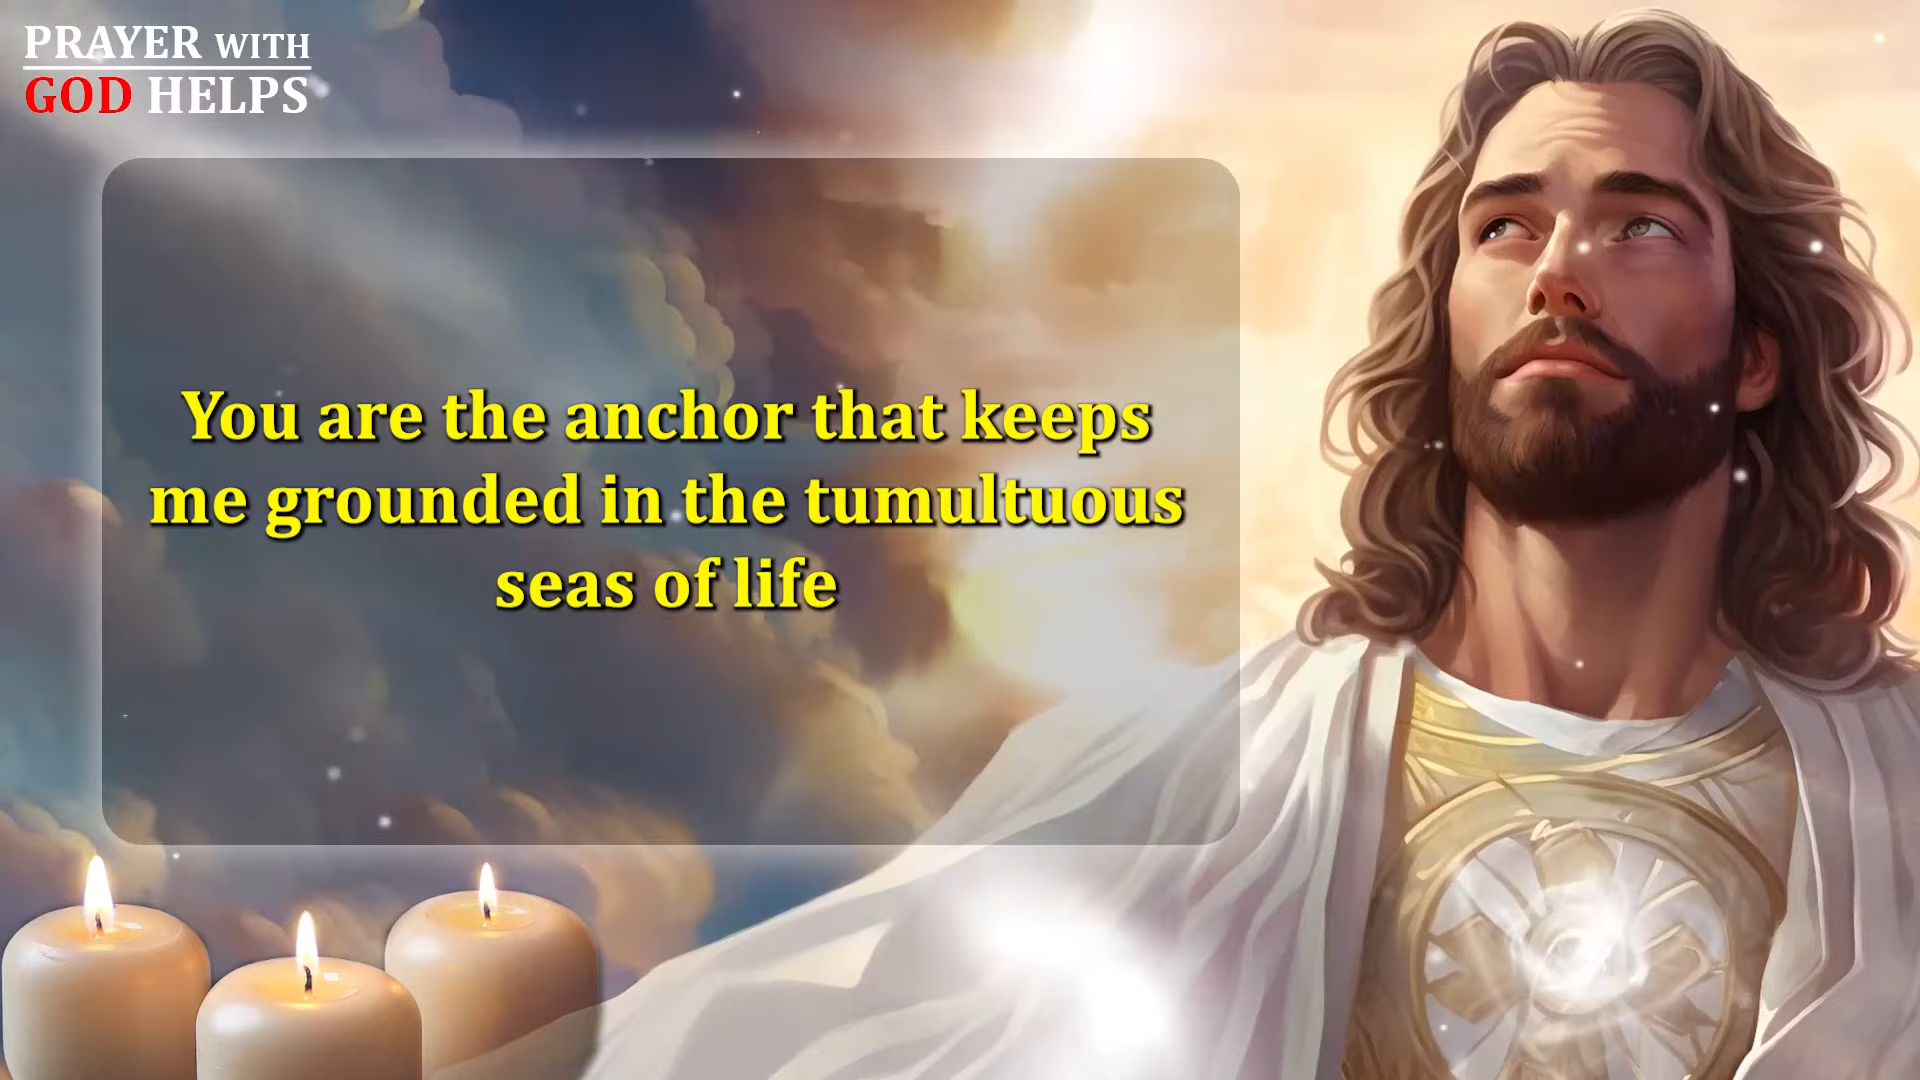 PRAYER WITH
GOD HELPS
You are the anchor that keeps
me grounded in the tumultuous
seas of life